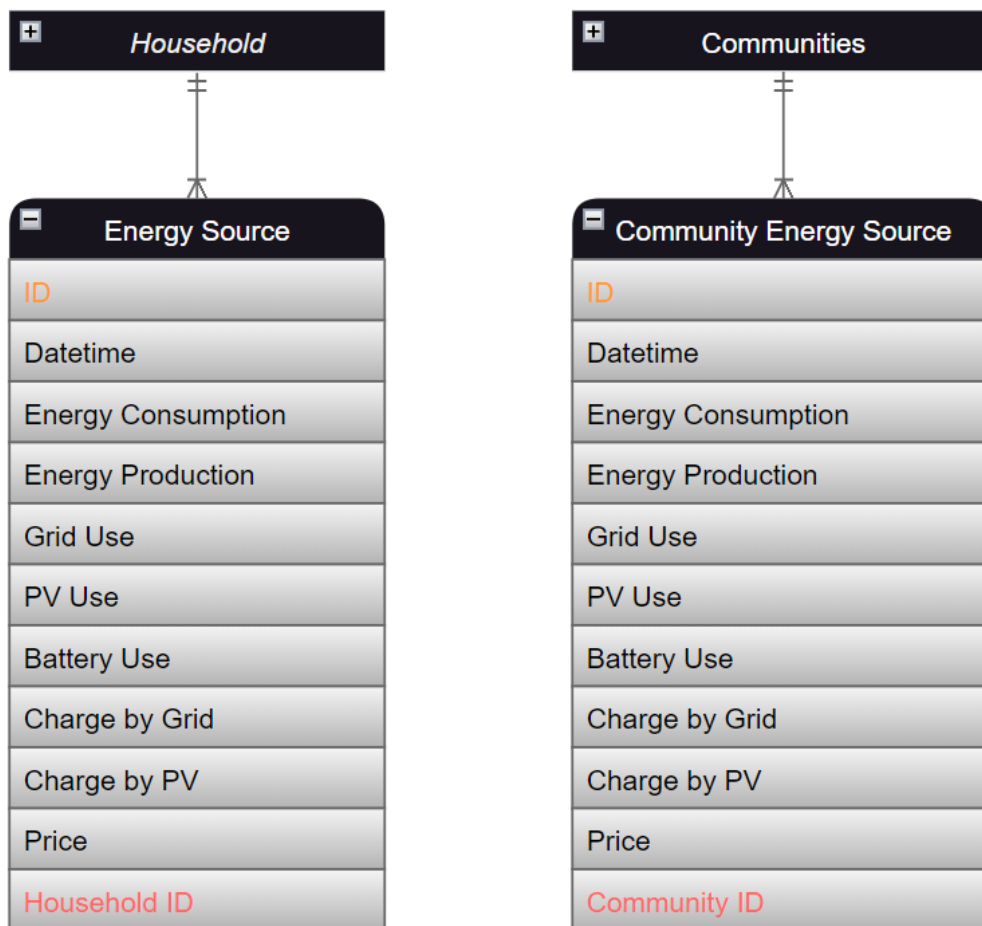 Household
Energy Source
ID
Datetime
Energy Consumption
Energy Production
Grid Use
PV Use
Battery Use
Charge by Grid
Charge by PV
Price
Household ID
Communities
Community Energy Source
ID
Datetime
Energy Consumption
Energy Production
Grid Use
PV Use
Battery Use
Charge by Grid
Charge by PV
Price
Community ID